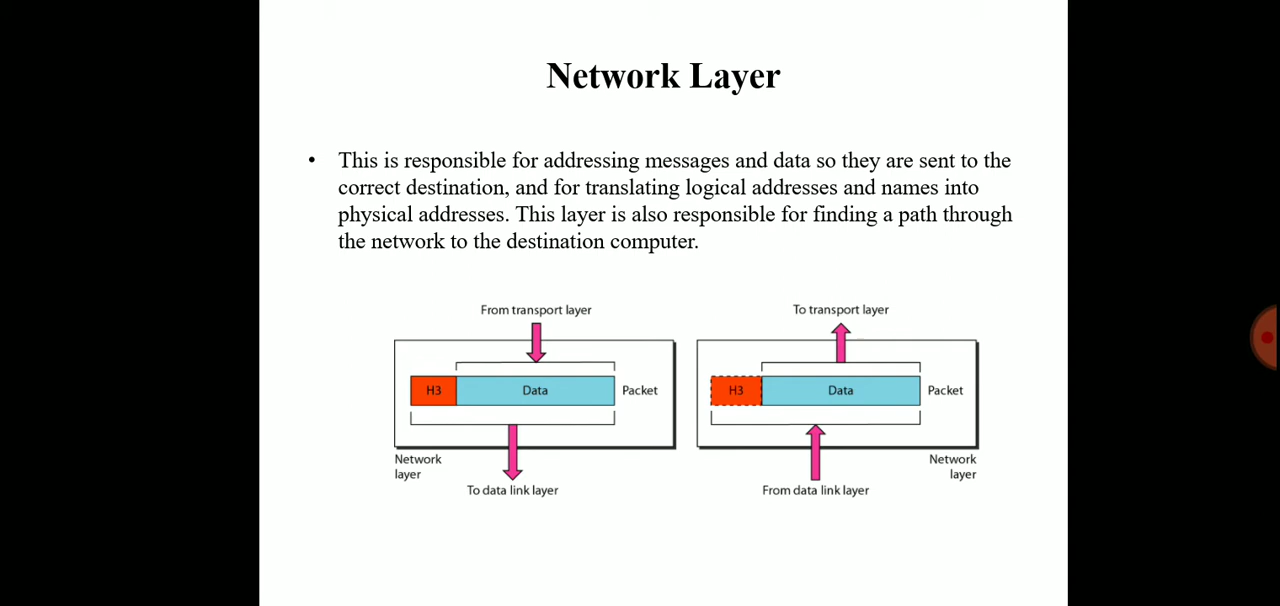 Network Layer
• This is responsible for addressing messages and data so they are sent to the
correct destination, and for translating logical addresses and names into
physical addresses. This layer is also responsible for finding a path through
the network to the destination computer.
From transport layer
H3
Data
Packet
Network
layer
To data link layer
To transport layer
H3
Data
Packet
Network
layer
From data link layer